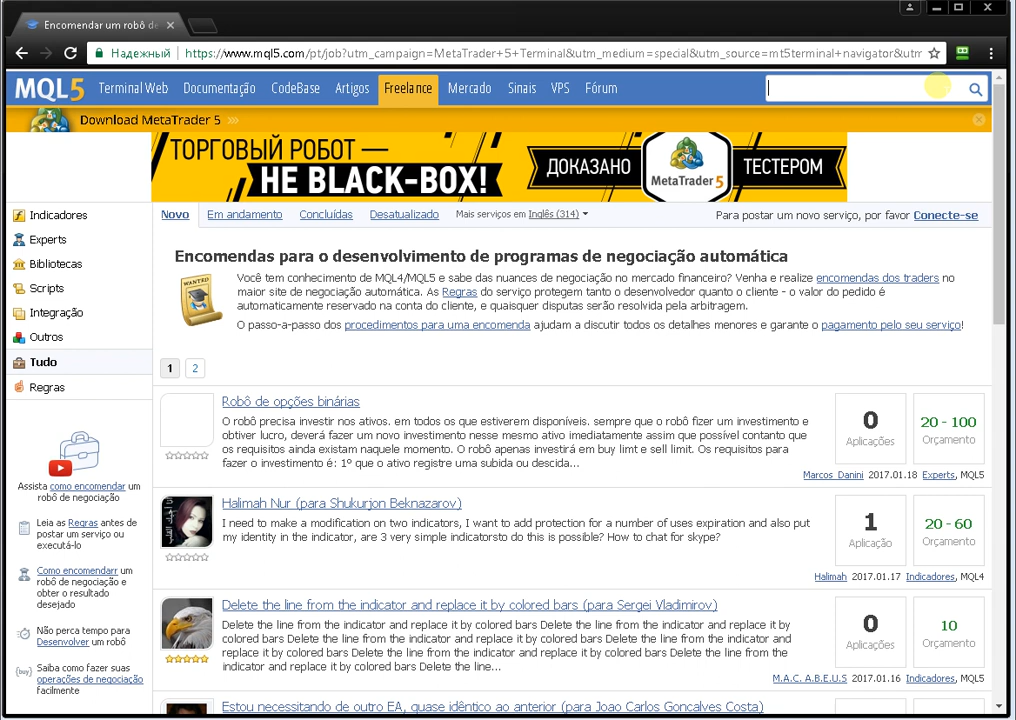 Encomendar um robô de
Надежный https://www.mql5.com/pt/job?utm_campaign=MetaTrader+5+Terminal&utm_medium=special&utm_source=mt5terminal+navigator&utm
MQL5 Terminal Web Documentação CodeBase Artigos Freelance Mercado Sinais VPS Fórum
Download MetaTrader 5
ТОРГОВЫЙ РОБОТ —
НЕ BLACK-BOX!
ДОКАЗАНО
MetaTrader 5
ТЕСТЕРОМ
Indicadores
Experts
Bibliotecas
Scripts
Integração
Outros
Tudo
Regras
Assista como encomendar um
robô de negociação
Leia as Regras antes de
postar um serviço ou
executá-lo
Como encomendarr um
robô de negociação e
obter o resultado
desejado
Não perca tempo para
Desenvolver um robô
(buy)
Saiba como fazer suas
operações de negociação
facilmente
Novo Em andamento Concluídas Desatualizado Mais serviços em Inglês (314)
Para postar um novo serviço, por favor Conecte-se
Encomendas para o desenvolvimento de programas de negociação automática
WANTED
Você tem conhecimento de MQL4/MQL5 e sabe das nuances de negociação no mercado financeiro? Venha e realize encomendas dos traders no
maior site de negociação automática. As Regras do serviço protegem tanto o desenvolvedor quanto o cliente - o valor do pedido é
automaticamente reservado na conta do cliente, e quaisquer disputas serão resolvida pela arbitragem.
O passo-a-passo dos procedimentos para uma encomenda ajudam a discutir todos os detalhes menores e garante o pagamento pelo seu serviço!
1 2
Robô de opções binárias
O robô precisa investir nos ativos. em todos os que estiverem disponíveis. sempre que o robô fizer um investimento e
obtiver lucro, deverá fazer um novo investimento nesse mesmo ativo imediatamente assim que possível contanto que
os requisitos ainda existam naquele momento. O robô apenas investirá em buy limt e sell limit. Os requisitos para
fazer o investimento é: 1º que o ativo registre uma subida ou descida...
0
Aplicações
20 - 100
Orçamento
Marcos Danini 2017.01.18 Experts, MQL5
Halimah Nur (para Shukurjon Beknazarov)
I need to make a modification on two indicators, I want to add protection for a number of uses expiration and also put
my identity in the indicator, are 3 very simple indicatorsto do this is possible? How to chat for skype?
1
Aplicação
20 - 60
Orçamento
Halimah 2017.01.17 Indicadores, MQL4
Delete the line from the indicator and replace it by colored bars (para Sergei Vladimirov)
Delete the line from the indicator and replace it by colored bars Delete the line from the indicator and replace it by
colored bars Delete the line from the indicator and replace it by colored bars Delete the line from the indicator and
replace it by colored bars Delete the line from the indicator and replace it by colored bars Delete the line from the
indicator and replace it by colored bars Delete the line...
0
Aplicações
10
Orçamento
M.A.C. A.B.E.U.S 2017.01.16 Indicadores, MQL5
Estou necessitando de outro EA, quase idêntico ao anterior (para Joao Carlos Goncalves Costa)